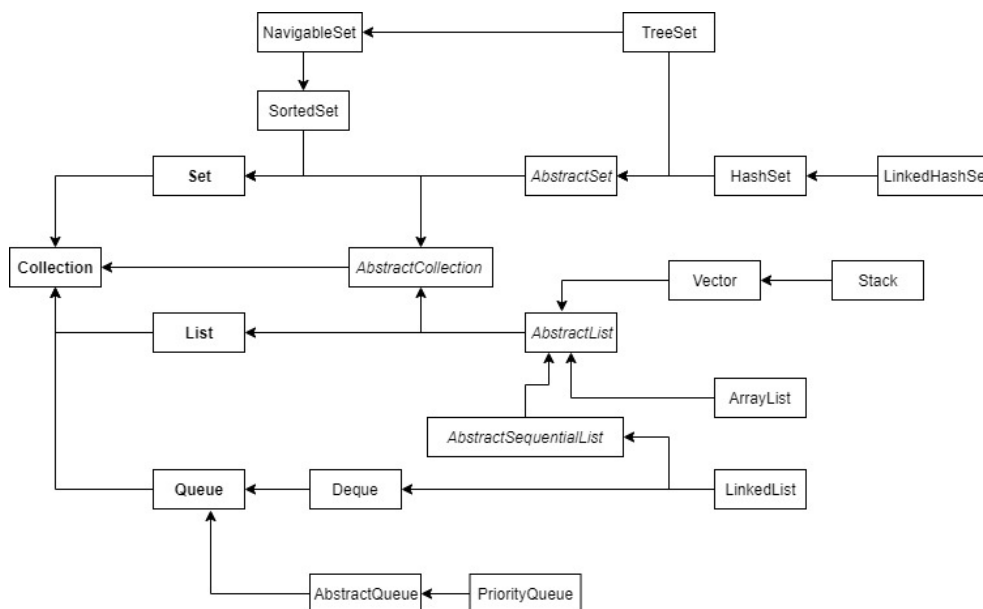 NavigableSet
TreeSet
SortedSet
Set
AbstractSet
HashSet
LinkedHashSet
Collection
AbstractCollection
Vector
Stack
List
AbstractList
ArrayList
AbstractSequentialList
Queue
Deque
LinkedList
AbstractQueue
PriorityQueue